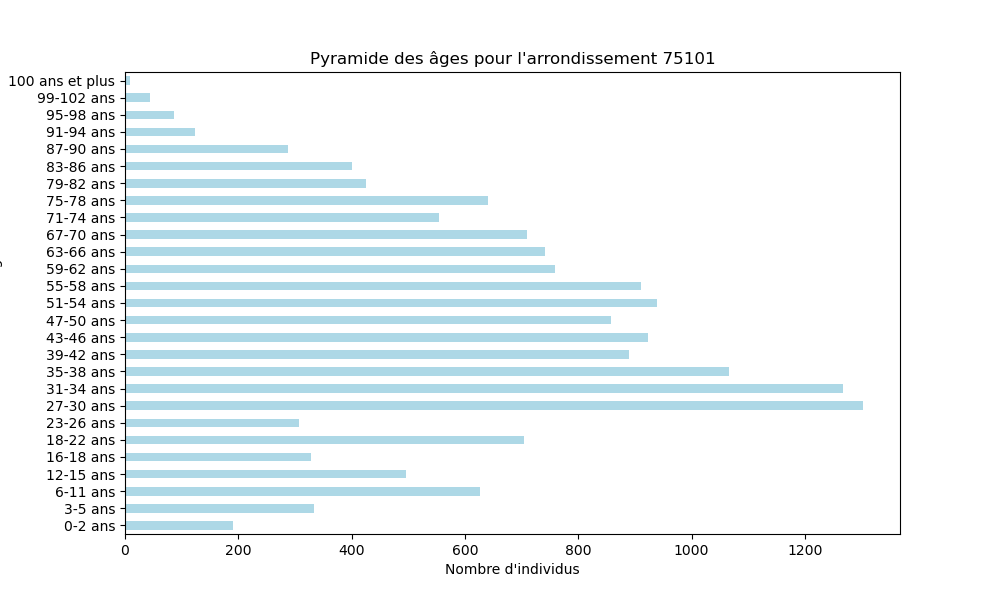 Pyramide des âges pour l'arrondissement 75101
100 ans et plus
99-102 ans
95-98 ans
91-94 ans
87-90 ans
83-86 ans
79-82 ans
75-78 ans
71-74 ans
67-70 ans
63-66 ans
59-62 ans
55-58 ans
51-54 ans
47-50 ans
43-46 ans
39-42 ans
35-38 ans
31-34 ans
27-30 ans
23-26 ans
18-22 ans
16-18 ans
12-15 ans
6-11 ans
3-5 ans
0-2 ans
0 200 400 600 800 1000 1200
Nombre d'individus